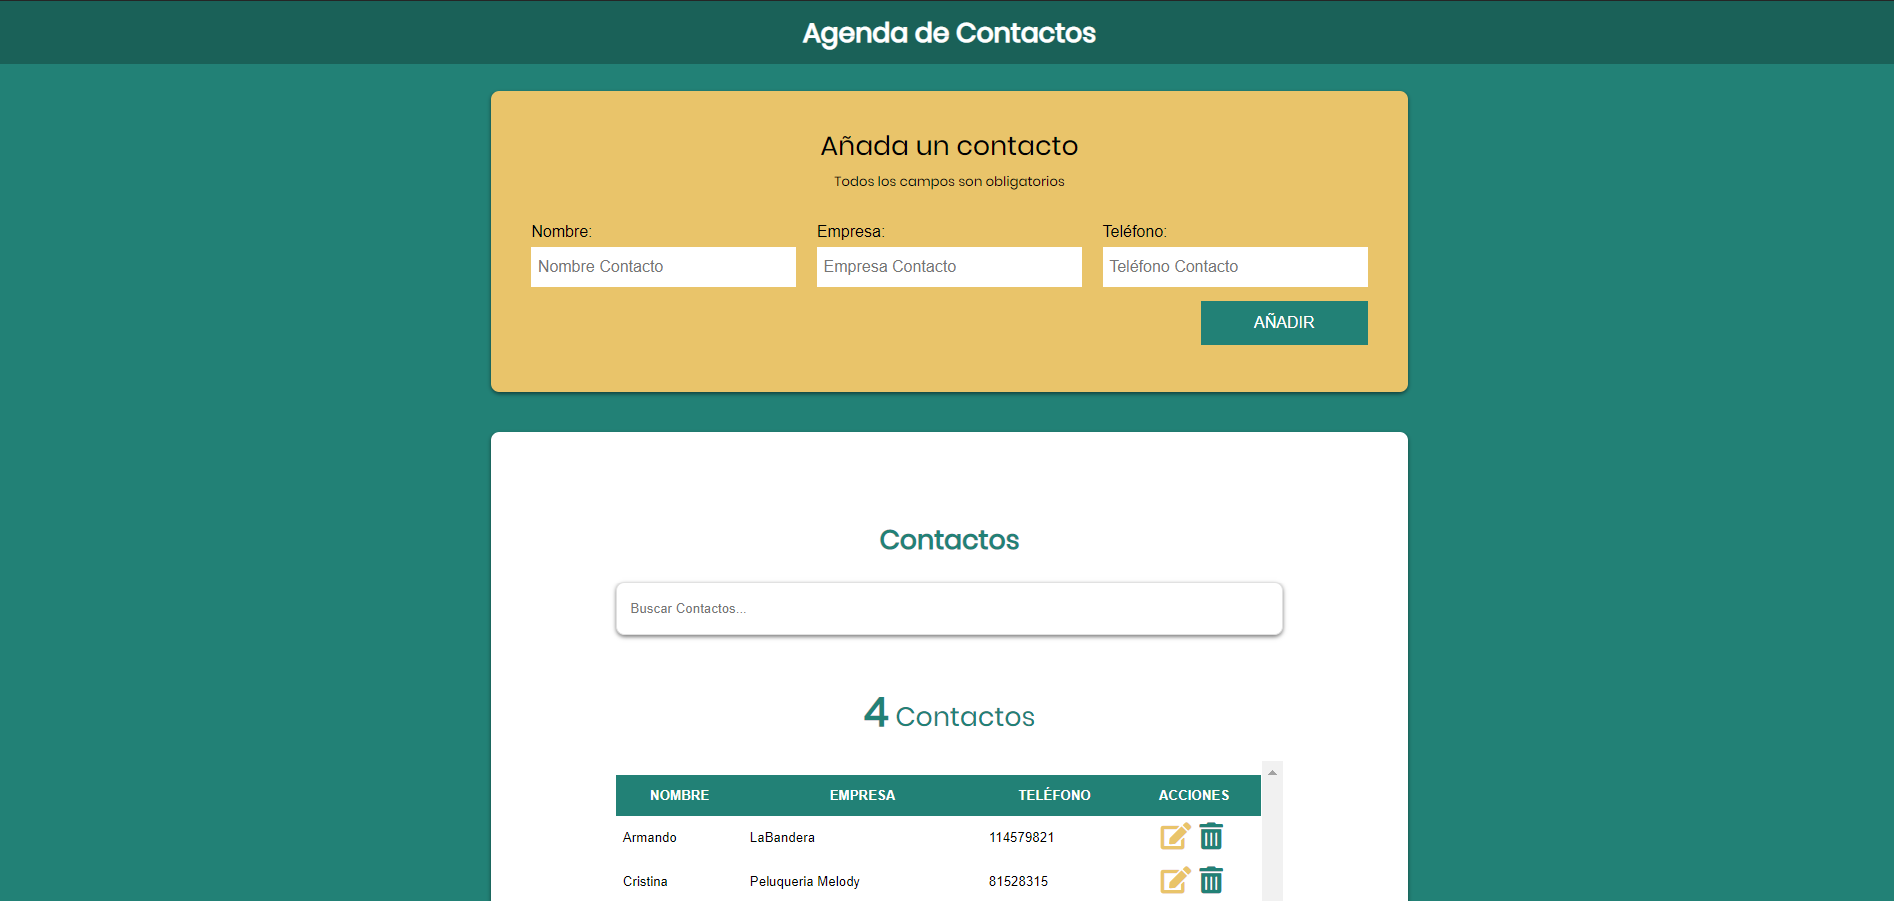 Agenda de Contactos
Añada un contacto
Todos los campos son obligatorios
Nombre: Empresa: Teléfono:
Nombre Contacto Empresa Contacto Teléfono Contacto
AÑADIR
Contactos
Buscar Contactos...
4 Contactos
NOMBRE EMPRESA TELÉFONO ACCIONES
Armando LaBandera 114579821
Cristina Peluqueria Melody 81528315